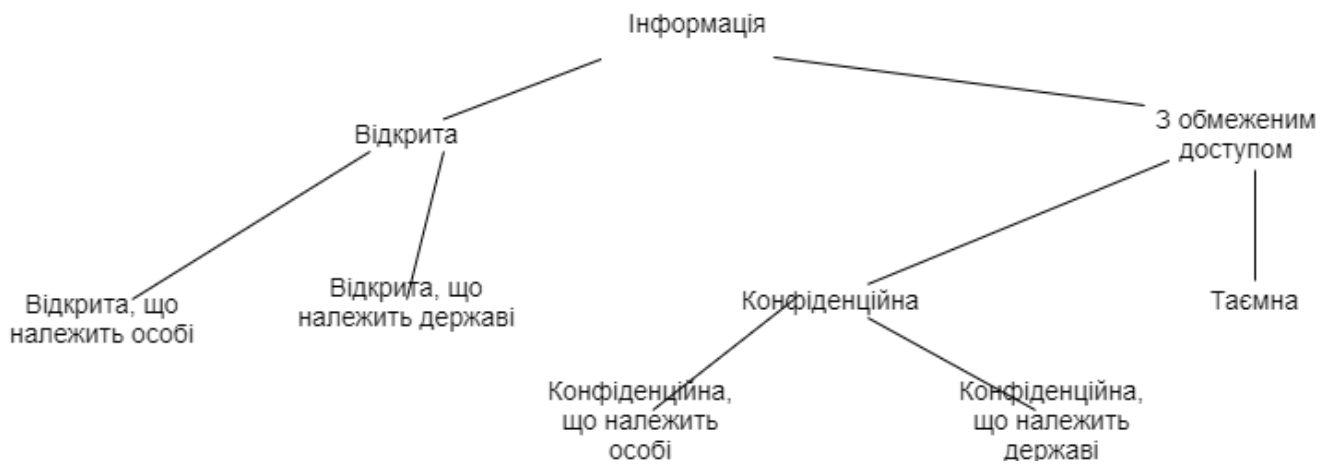 Інформація
Відкрита
З обмеженим
доступом
Відкрита, що
належить особі
Відкрита, що
належить державі
Конфіденційна
Таємна
Конфіденційна,
що належить
особі
Конфіденційна,
що належить
державі